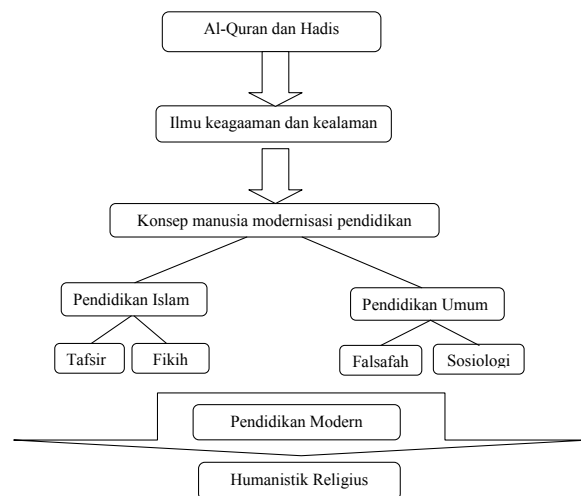 Al-Quran dan Hadis
Ilmu keagaaman dan kealaman
Konsep manusia modernisasi pendidikan
Pendidikan Islam
Pendidikan Umum
Tafsir
Fikih
Falsafah
Sosiologi
Pendidikan Modern
Humanistik Religius